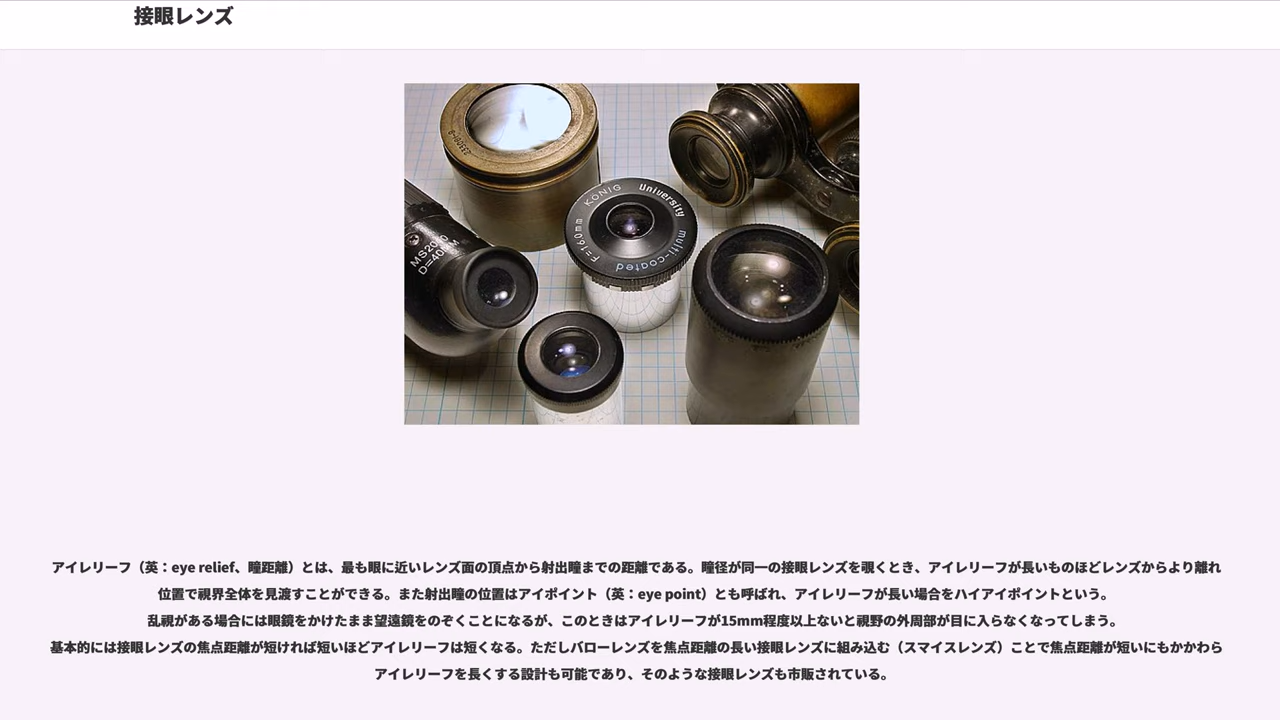 接眼レンズ
23301-8
KÖNIG University multi-coated F=160mm
MS20
D=40
アイレリーフ（英：eye relief、瞳距離）とは、最も眼に近いレンズ面の頂点から射出瞳までの距離である。瞳径が同一の接眼レンズを覗くとき、アイレリーフが長いものほどレンズからより離れ
位置で視界全体を見渡すことができる。また射出瞳の位置はアイポイント（英：eye point）とも呼ばれ、アイレリーフが長い場合をハイアイポイントという。
乱視がある場合には眼鏡をかけたまま望遠鏡をのぞくことになるが、このときはアイレリーフが15mm程度以上ないと視野の外周部が目に入らなくなってしまう。
基本的には接眼レンズの焦点距離が短ければ短いほどアイレリーフは短くなる。ただしバローレンズを焦点距離の長い接眼レンズに組み込む（スマイスレンズ）ことで焦点距離が短いにもかかわら
アイレリーフを長くする設計も可能であり、そのような接眼レンズも市販されている。